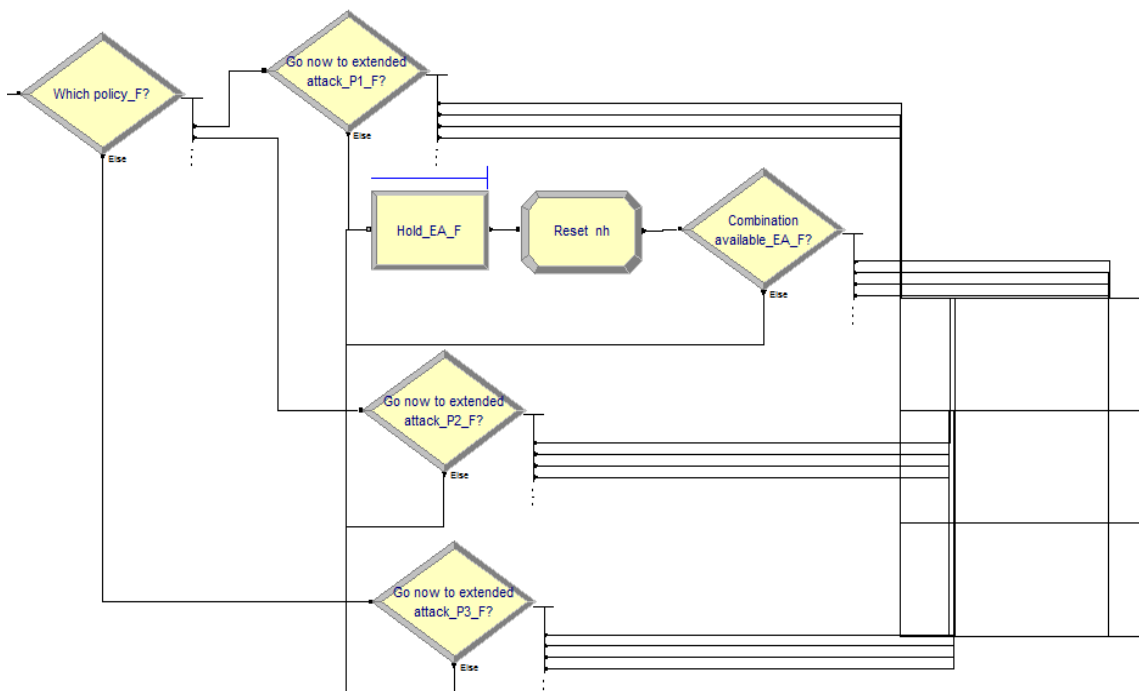 Go now to extended
attack_P1_F?
Which policy_F?
Else
Else
Hold_EA_F
Reset nh
Combination
available_EA_F?
Else
Go now to extended
attack_P2_F?
Else
Go now to extended
attack_P3_F?
Else